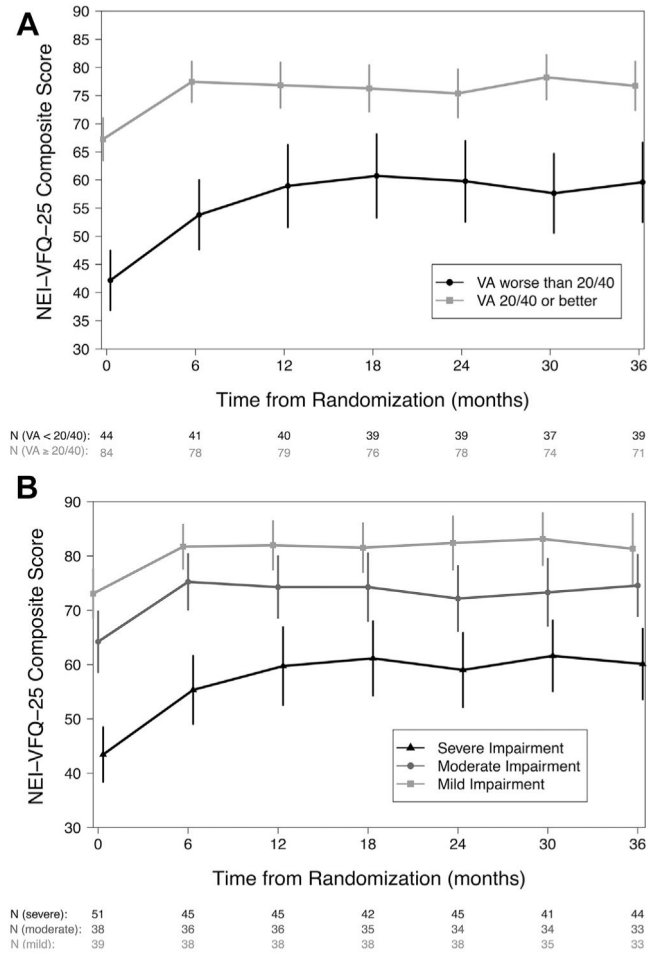 A
NEI–VFQ–25 Composite Score
90
85
80
75
70
65
60
55
50
45
40
35
30
VA worse than 20/40
VA 20/40 or better
0 6 12 18 24 30 36
Time from Randomization (months)
N (VA < 20/40): 44 41 40 39 39 37 39
N (VA ≥ 20/40): 84 78 79 76 78 74 71
B
NEI–VFQ–25 Composite Score
90
80
70
60
50
40
30
Severe Impairment
Moderate Impairment
Mild Impairment
0 6 12 18 24 30 36
Time from Randomization (months)
N (severe): 51 45 45 42 45 41 44
N (moderate): 38 36 36 35 34 34 33
N (mild): 39 38 38 38 38 35 33